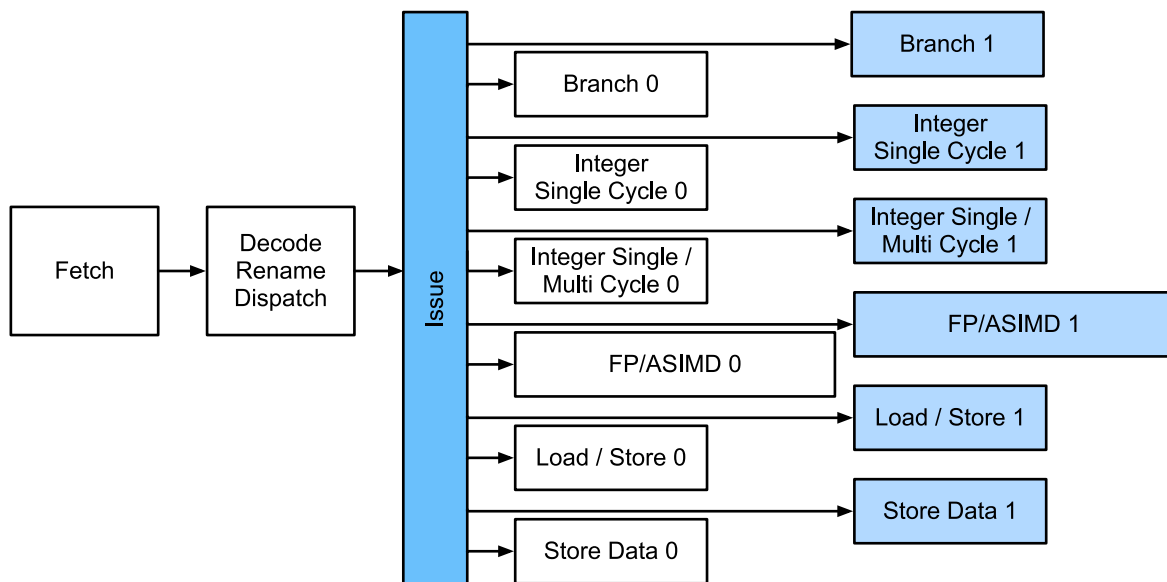 Fetch
Decode
Rename
Dispatch
Issue
Branch 1
Branch 0
Integer
Single Cycle 1
Integer
Single Cycle 0
Integer Single /
Multi Cycle 1
Integer Single /
Multi Cycle 0
FP/ASIMD 1
FP/ASIMD 0
Load / Store 1
Load / Store 0
Store Data 1
Store Data 0